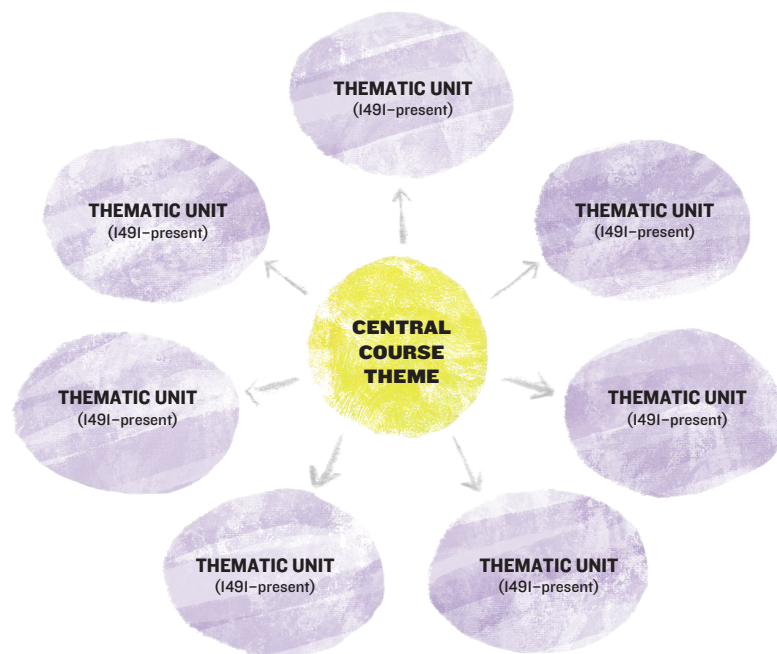 THEMATIC UNIT
(1491–present)
THEMATIC UNIT
(1491–present)
THEMATIC UNIT
(1491–present)
CENTRAL
COURSE
THEME
THEMATIC UNIT
(1491–present)
THEMATIC UNIT
(1491–present)
THEMATIC UNIT
(1491–present)
THEMATIC UNIT
(1491–present)